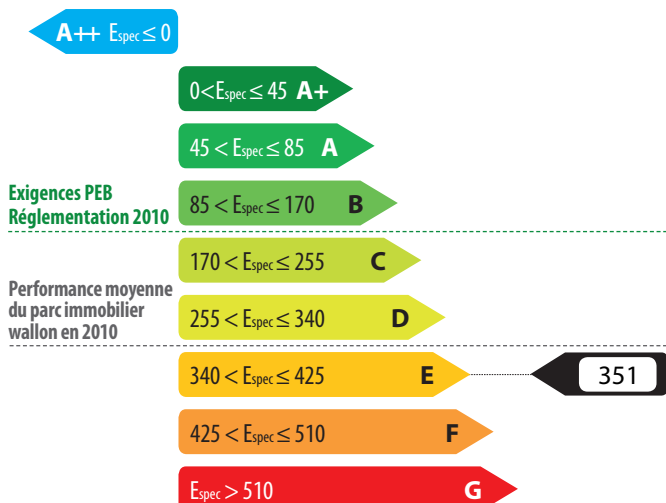 A++ Espec ≤ 0
0<Espec ≤ 45 A+
45 < Espec ≤ 85 A
Exigences PEB
Réglementation 2010
85 < Espec ≤ 170 B
170 < Espec ≤ 255 C
Performance moyenne
du parc immobilier
wallon en 2010
255 < Espec ≤ 340 D
340 < Espec ≤ 425 E
351
425 < Espec ≤ 510 F
Espec > 510 G